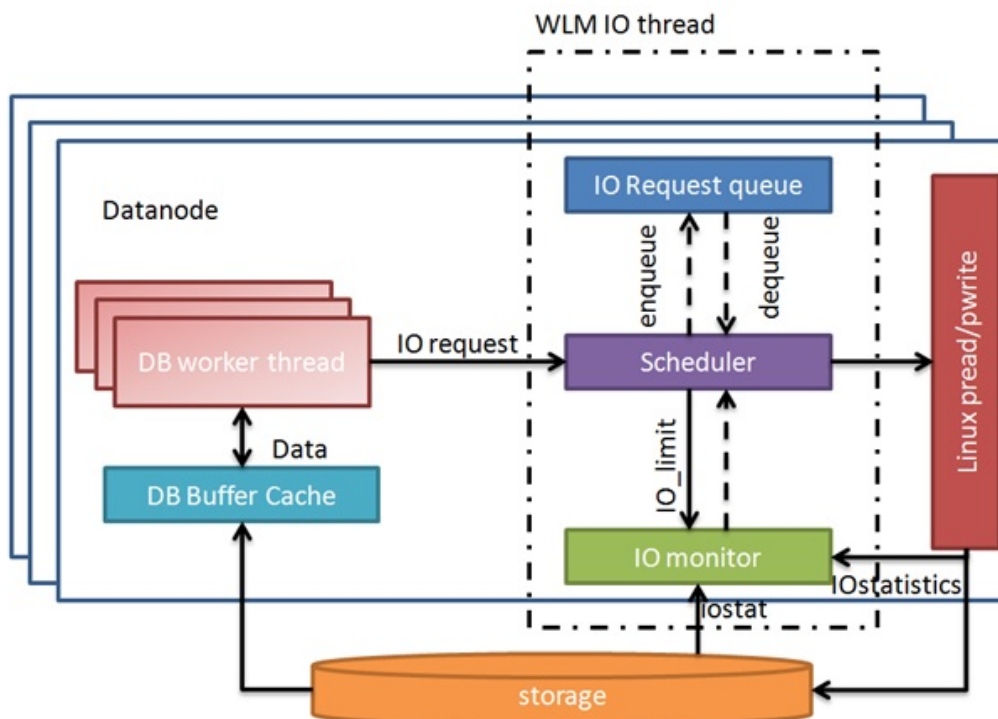 WLM IO thread
IO Request queue
Datanode
enqueue
dequeue
DB worker thread
IO request
Scheduler
Linux pread/pwrite
Data
IO_limit
DB Buffer Cache
IO monitor
IOstatistics
iostat
storage